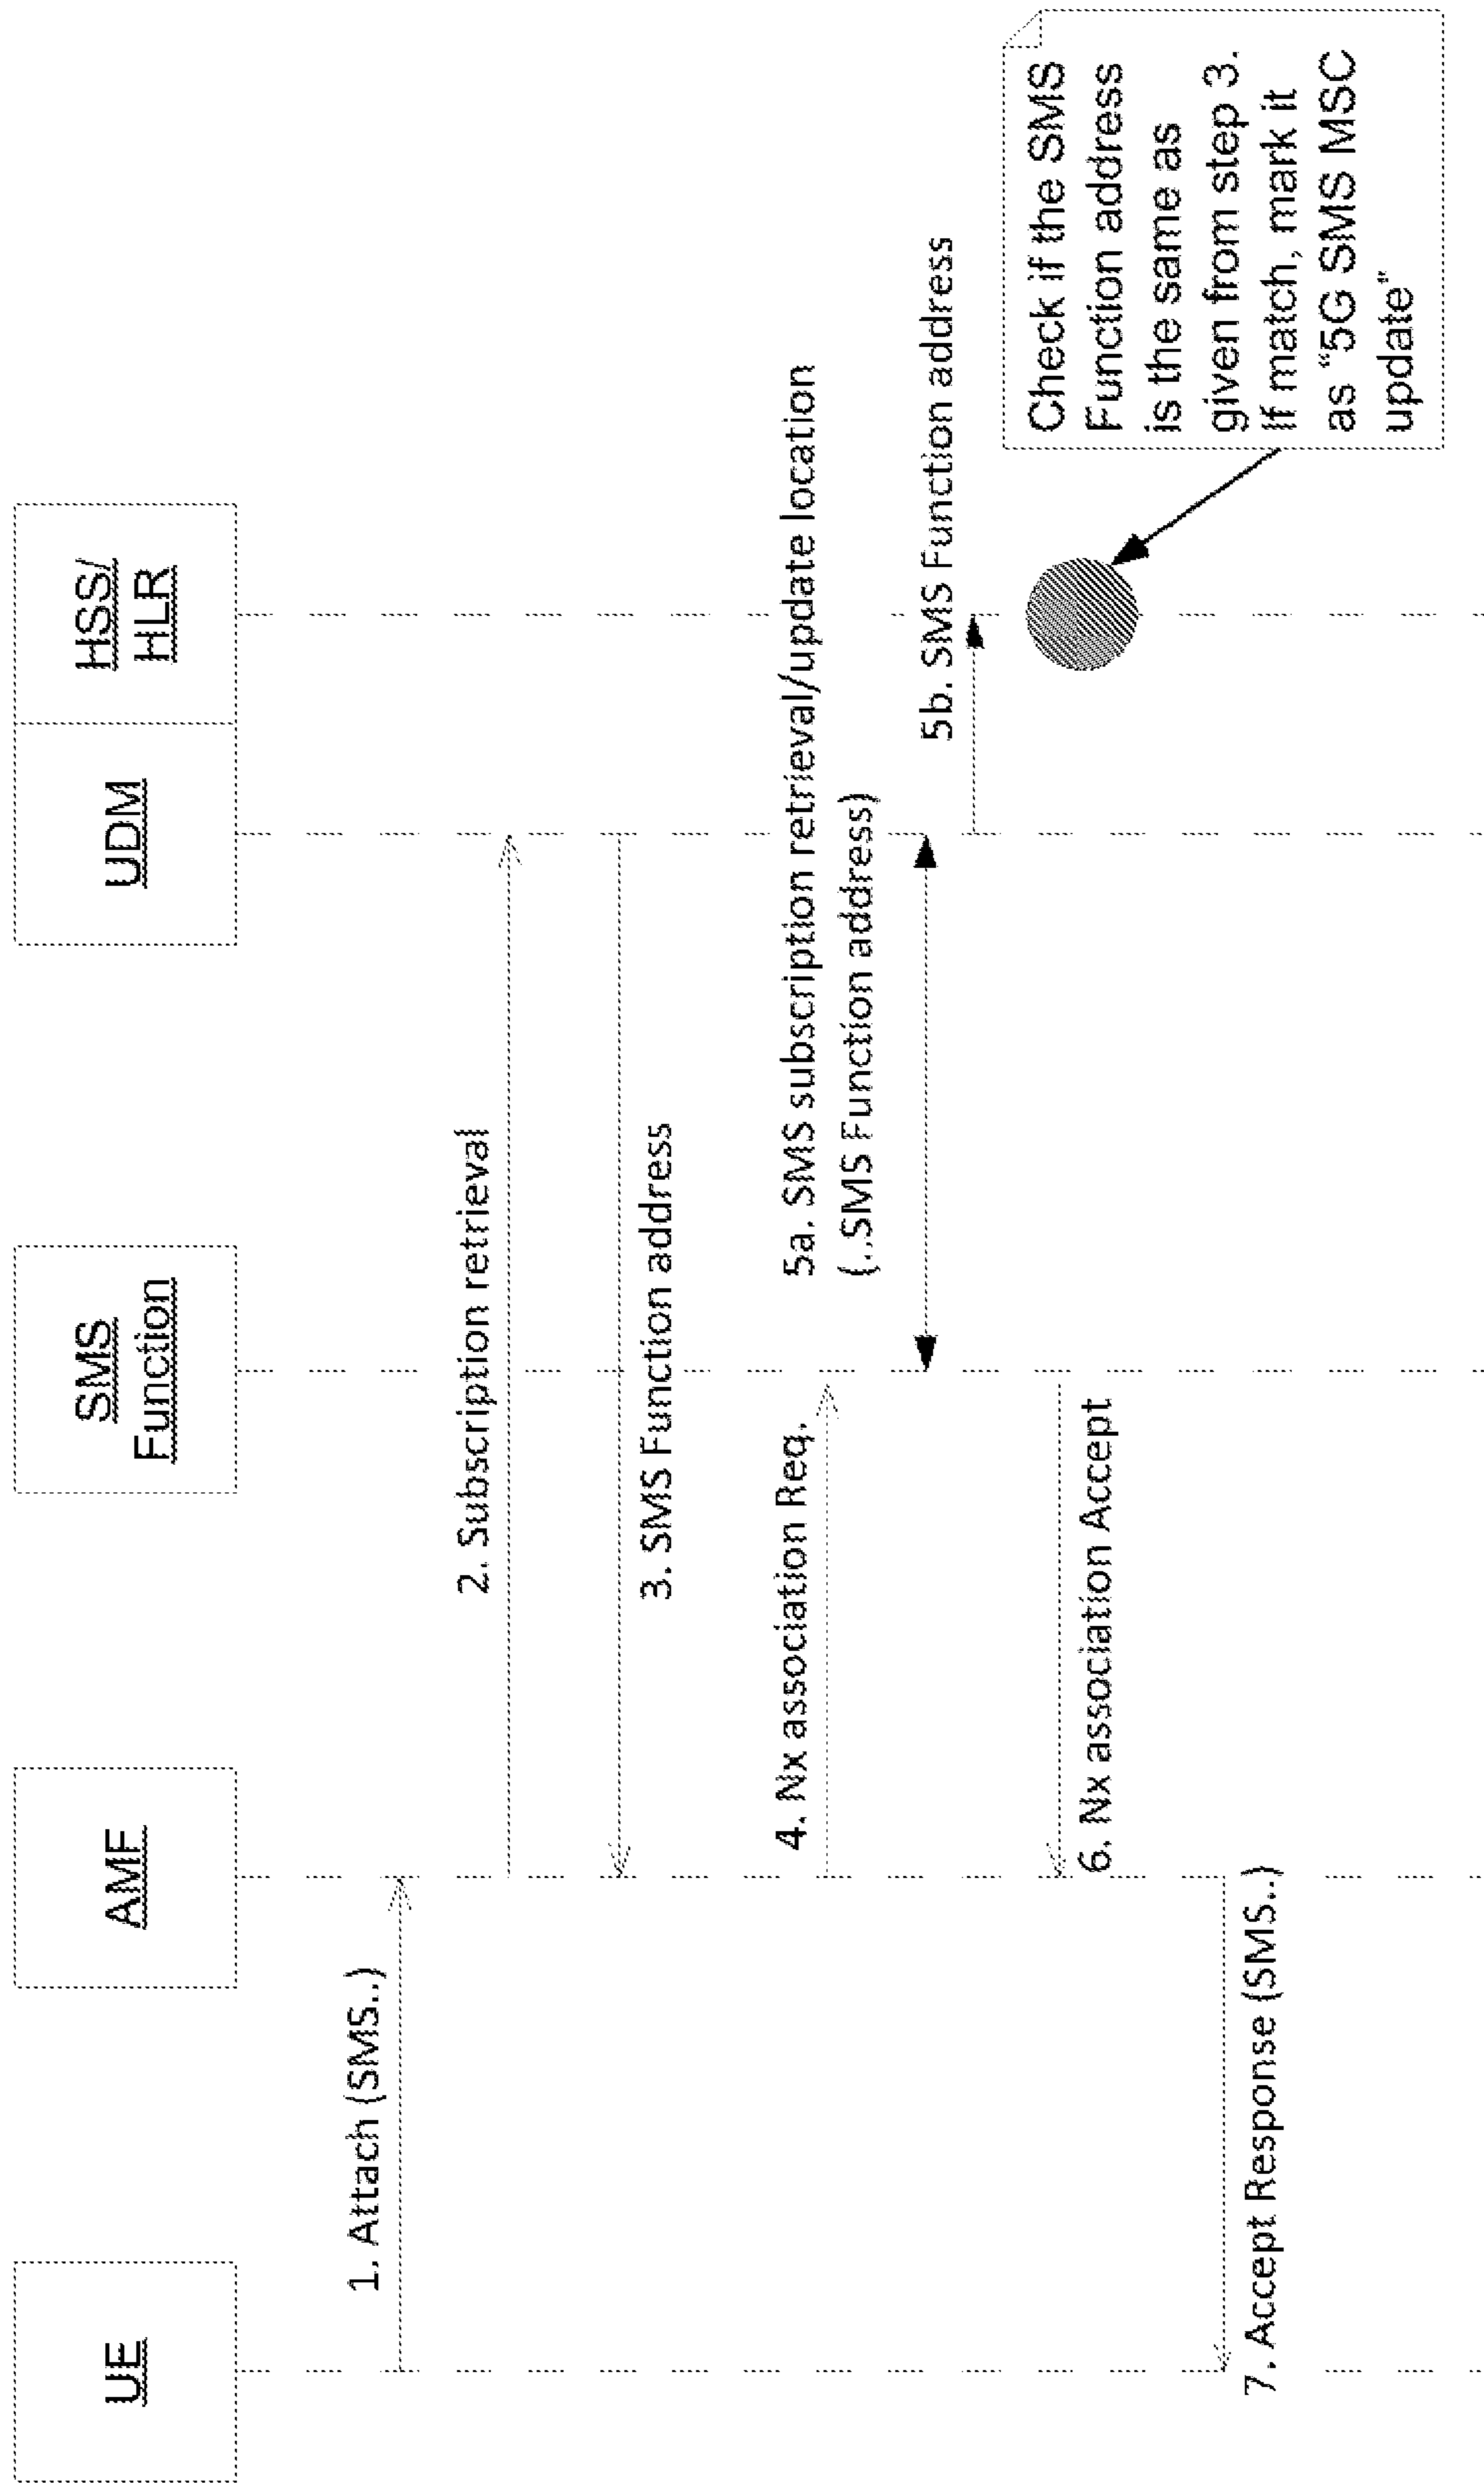 UE
AMF
SMS
Function
UDM
HSS/
HLR
1. Attach (SMS..)
2. Subscription retrieval
3. SMS Function address
4. Nx association Req.
5a. SMS subscription retrieval/update location
(..SMS Function address)
5b. SMS Function address
Check if the SMS
Function address
is the same as
given from step 3.
If match, mark it
as "5G SMS MSC
update"
6. Nx association Accept
7. Accept Response (SMS..)